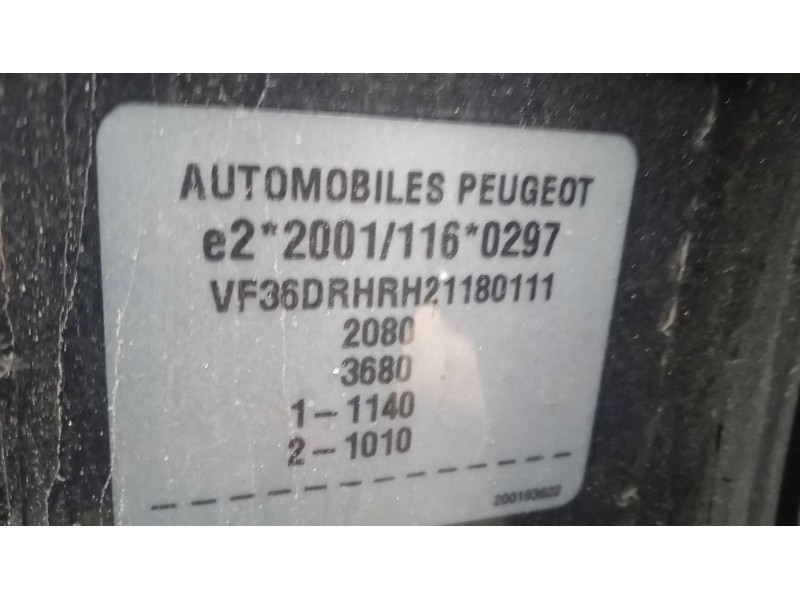 AUTOMOBILES PEUGEOT
e2*2001/116*0297
VF36DRHRH21180111
2080
3680
1-1140
2-1010
200193622